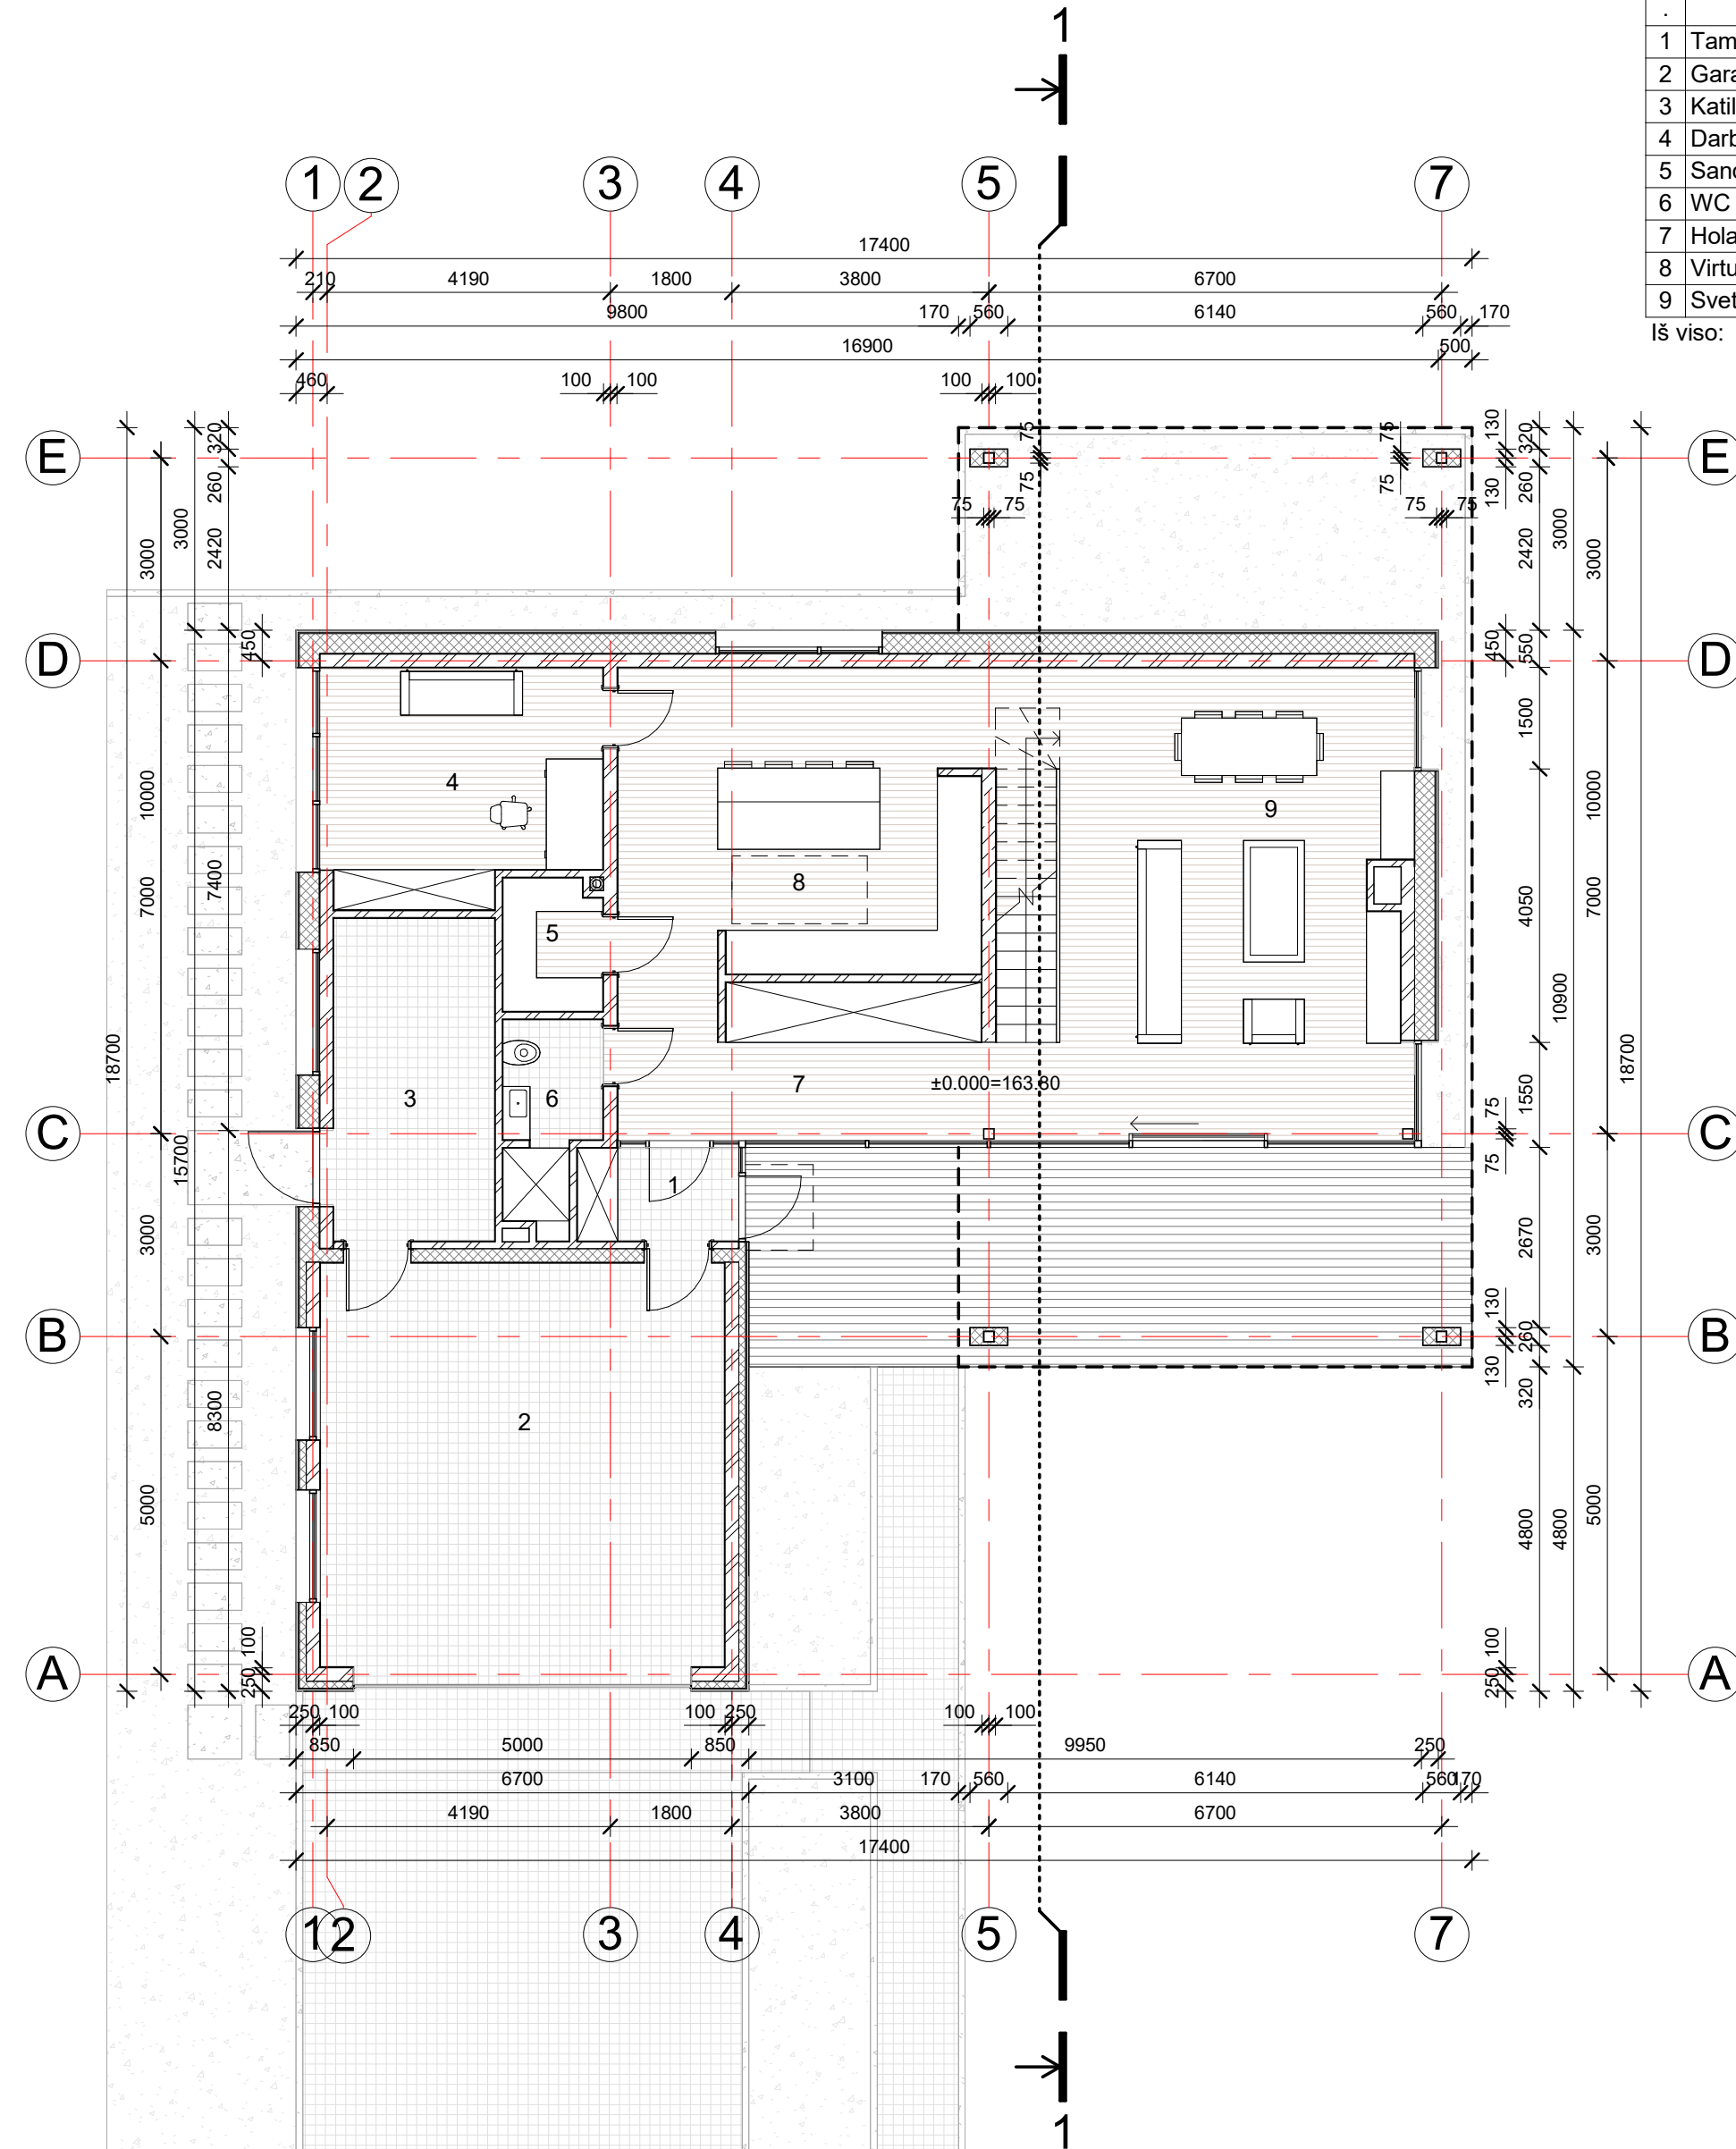 1
.
1 Tam
2 Gara
3 Katil
4 Darb
5 Sand
6 WC
7 Hola
8 Virtu
9 Svet
Iš viso:
1 2 3 4 5 7
17400
210 4190 1800 3800 6700
9800 170 560 6140 560 170
16900 500
460 100 100 100 100
E E
D D
C C
B B
A A
18700
3000 10000 7000 3000 5000
3000 15700
320 260 2420 7400 8300
450
100 250
75 75 75 75
75 75 75 75
130 130 450 75 75 130 130 100 250
320 260 2420 550 1500 4050 1550 2670 260 320 4800
3000 10900 4800
3000 10000 7000 3000 5000
18700
4
9
8
5
7
±0.000=163.80
3
6
1
2
250 100 100 250 100 100
850 5000 850 9950 250
6700 3100 170 560 6140 560 170
4190 1800 3800 6700
17400
1 2 3 4 5 7
1